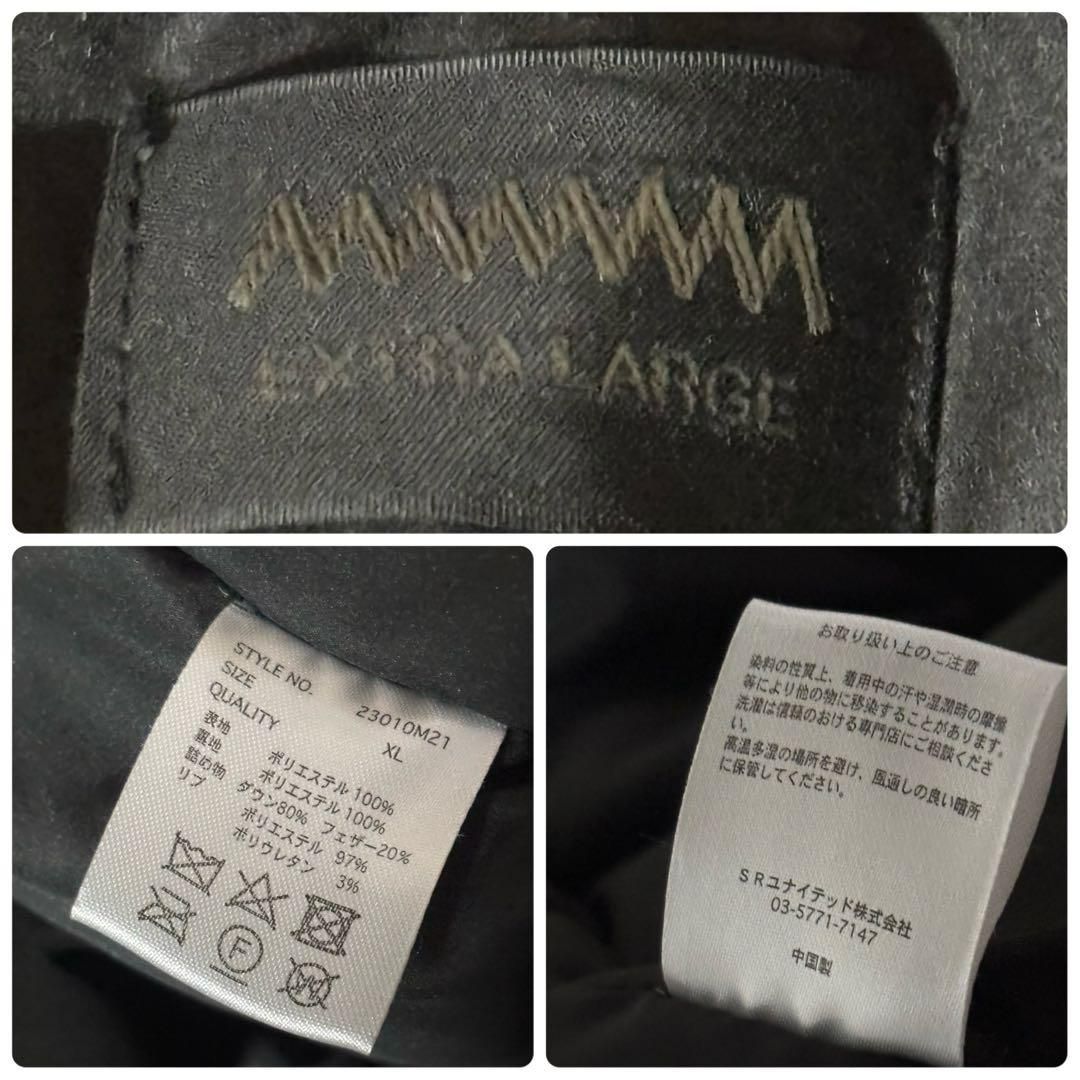 EXTRA LARGE
STYLE NO. 23010M21
SIZE XL
QUALITY
表地 ポリエステル 100%
裏地 ポリエステル 100%
詰め物 ダウン80% フェザー20%
リブ ポリエステル 97%
ポリウレタン 3%
F
お取り扱い上のご注意
染料の性質上、着用中の汗や湿潤時の摩擦
等により他の物に移染することがあります。
洗濯は信頼のおける専門店にご相談くださ
い。
高温多湿の場所を避け、風通しの良い暗所
に保管してください。
SRユナイテッド株式会社
03-5771-7147
中国製